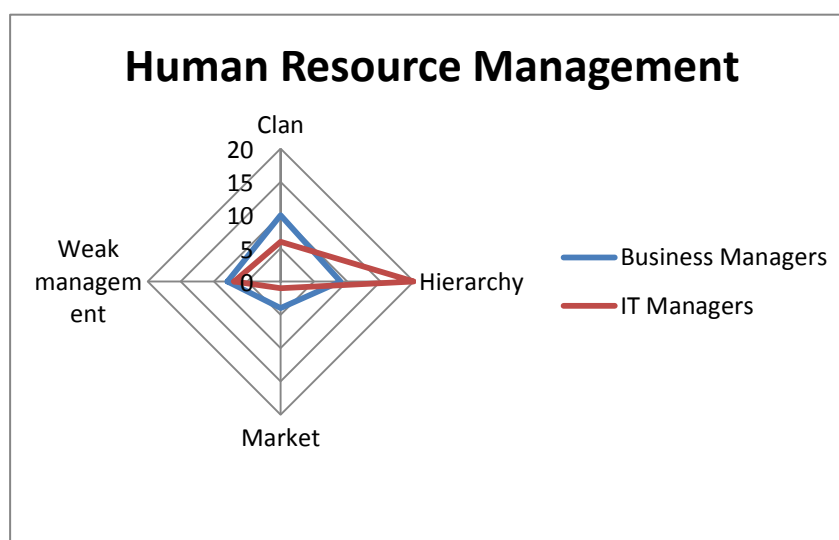 Human Resource Management
Clan
20
15
10
5
0
Weak
managem
ent
Hierarchy
Market
Business Managers
IT Managers